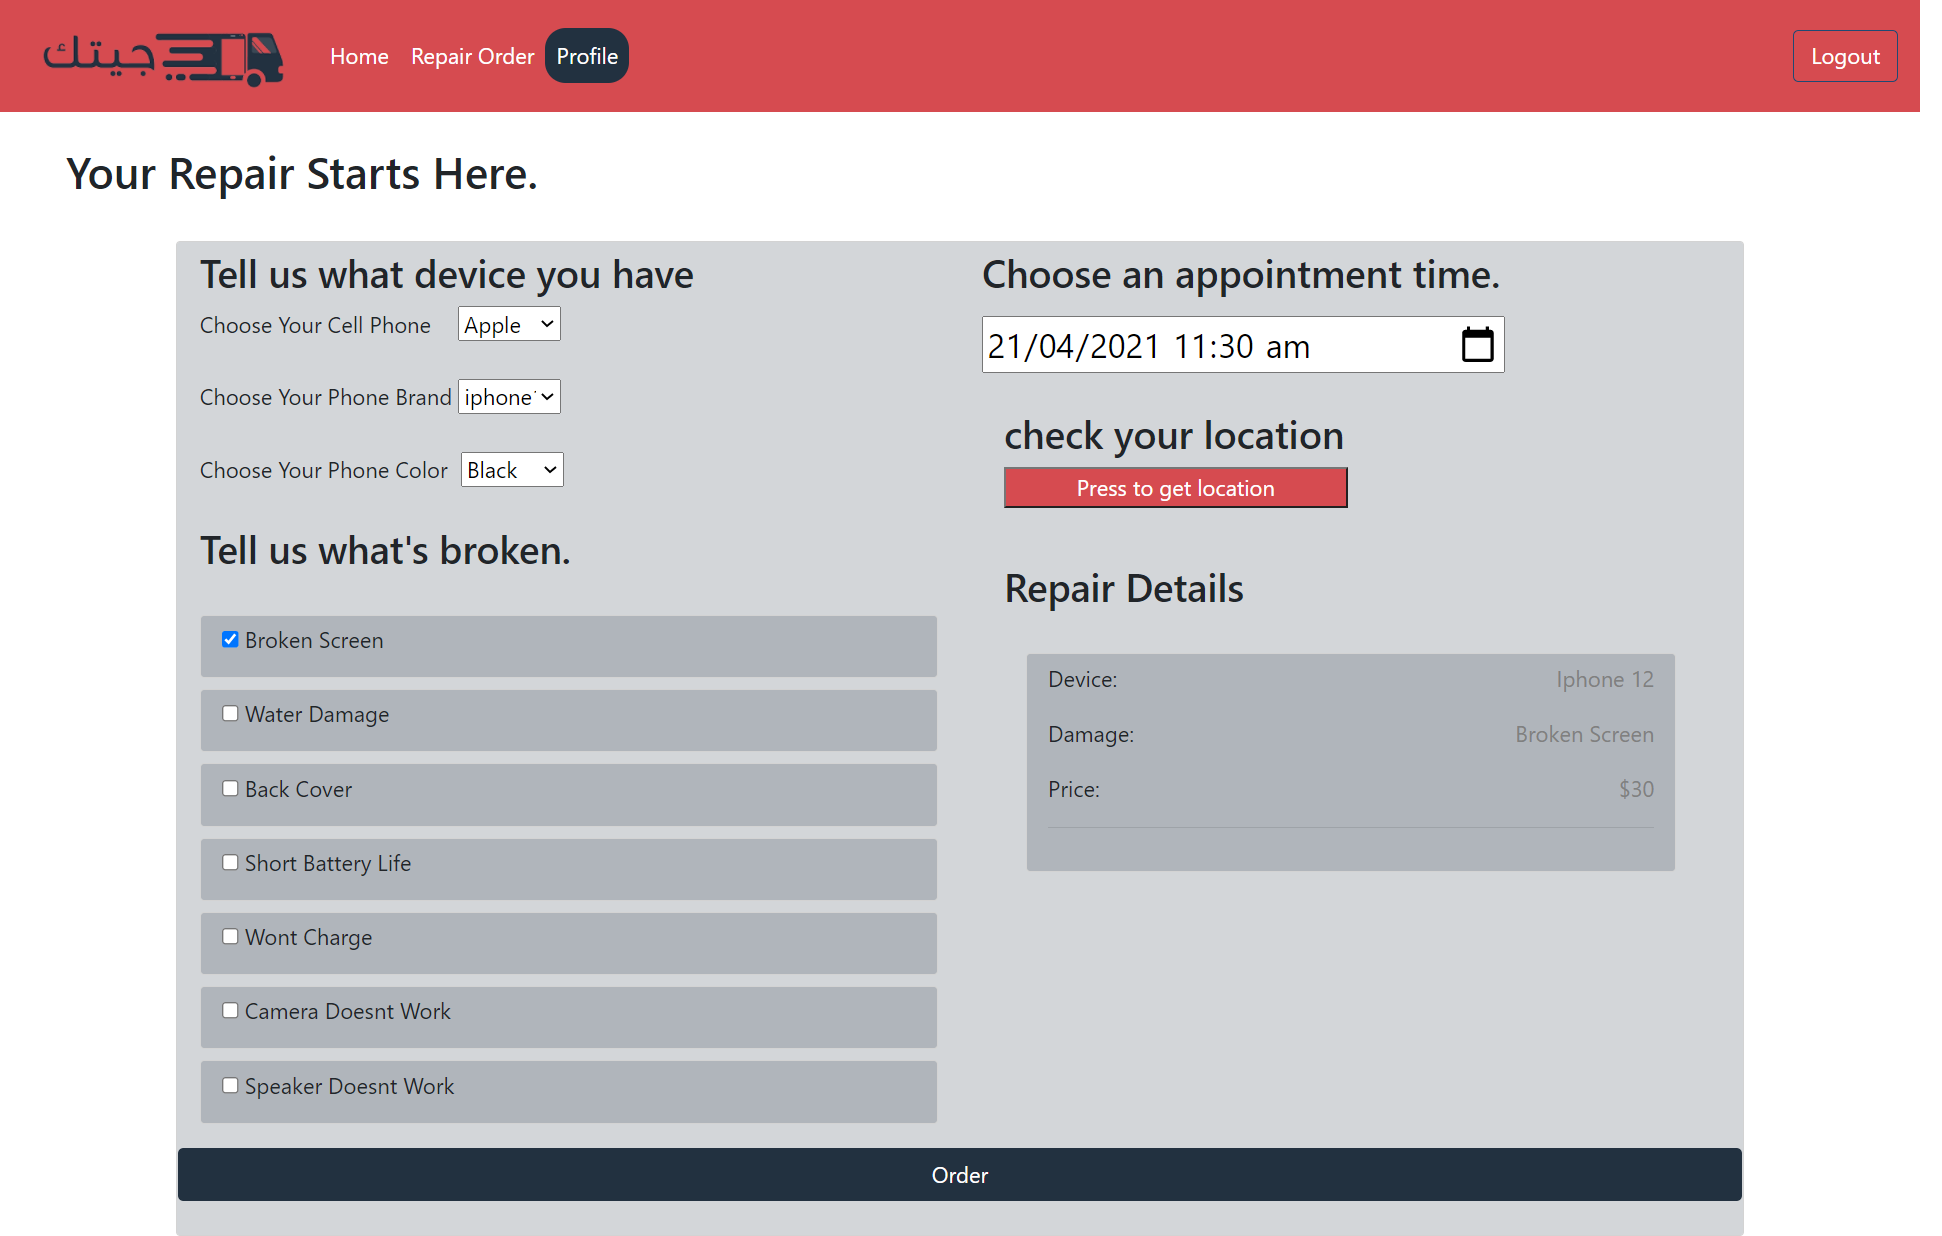 جيتك
Home Repair Order Profile
Logout
Your Repair Starts Here.
Tell us what device you have
Choose Your Cell Phone Apple
Choose Your Phone Brand iphone
Choose Your Phone Color Black
Tell us what's broken.
Broken Screen
Water Damage
Back Cover
Short Battery Life
Wont Charge
Camera Doesnt Work
Speaker Doesnt Work
Choose an appointment time.
21/04/2021 11:30 am
check your location
Press to get location
Repair Details
Device: Iphone 12
Damage: Broken Screen
Price: $30
Order